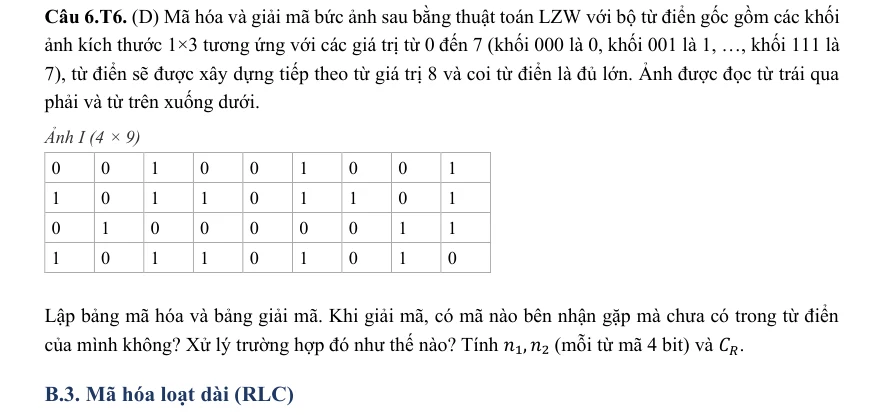 Câu 6.T6. (D) Mã hóa và giải mã bức ảnh sau bằng thuật toán LZW với bộ từ điển gốc gồm các khối
ảnh kích thước 1×3 tương ứng với các giá trị từ 0 đến 7 (khối 000 là 0, khối 001 là 1, …, khối 111 là
7), từ điển sẽ được xây dựng tiếp theo từ giá trị 8 và coi từ điển là đủ lớn. Ảnh được đọc từ trái qua
phải và từ trên xuống dưới.
Ảnh I (4 × 9)
0 0 1 0 0 1 0 0 1
1 0 1 1 0 1 1 0 1
0 1 0 0 0 0 0 1 1
1 0 1 1 0 1 0 1 0
Lập bảng mã hóa và bảng giải mã. Khi giải mã, có mã nào bên nhận gặp mà chưa có trong từ điển
của mình không? Xử lý trường hợp đó như thế nào? Tính n₁, n₂ (mỗi từ mã 4 bit) và C_R.
B.3. Mã hóa loạt dài (RLC)